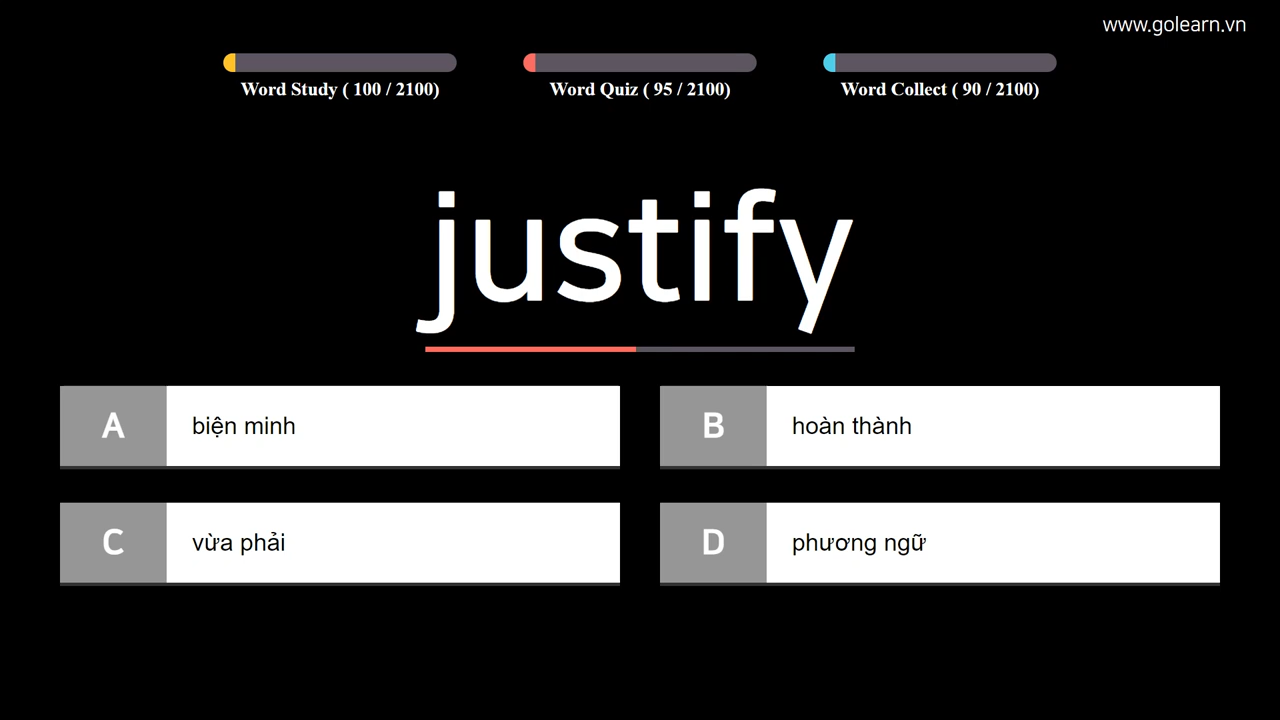 www.golearn.vn
Word Study ( 100 / 2100)
Word Quiz ( 95 / 2100)
Word Collect ( 90 / 2100)
justify
A biện minh
B hoàn thành
C vừa phải
D phương ngữ